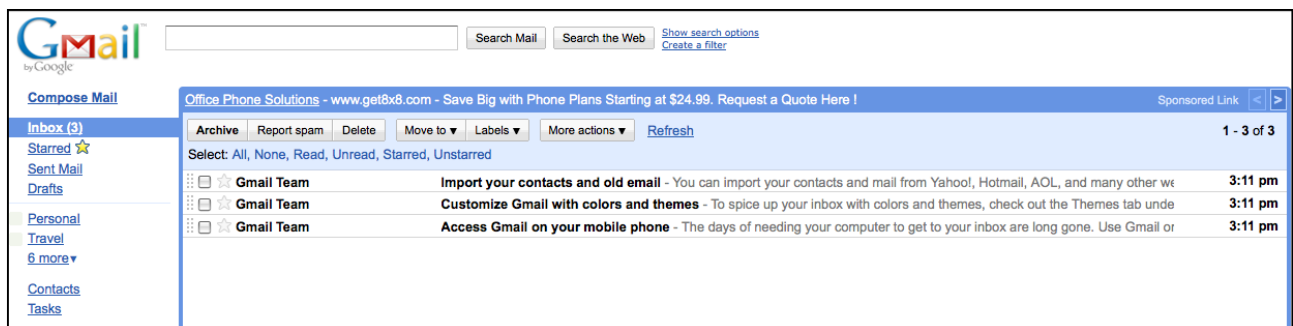 Gmail
by Google
Search Mail Search the Web Show search options
Create a filter
Compose Mail
Inbox (3)
Starred
Sent Mail
Drafts
Personal
Travel
6 more▾
Contacts
Tasks
Office Phone Solutions - www.get8x8.com - Save Big with Phone Plans Starting at $24.99. Request a Quote Here ! Sponsored Link < >
Archive Report spam Delete Move to ▾ Labels ▾ More actions ▾ Refresh 1 - 3 of 3
Select: All, None, Read, Unread, Starred, Unstarred
Gmail Team Import your contacts and old email - You can import your contacts and mail from Yahoo!, Hotmail, AOL, and many other we 3:11 pm
Gmail Team Customize Gmail with colors and themes - To spice up your inbox with colors and themes, check out the Themes tab unde 3:11 pm
Gmail Team Access Gmail on your mobile phone - The days of needing your computer to get to your inbox are long gone. Use Gmail or 3:11 pm